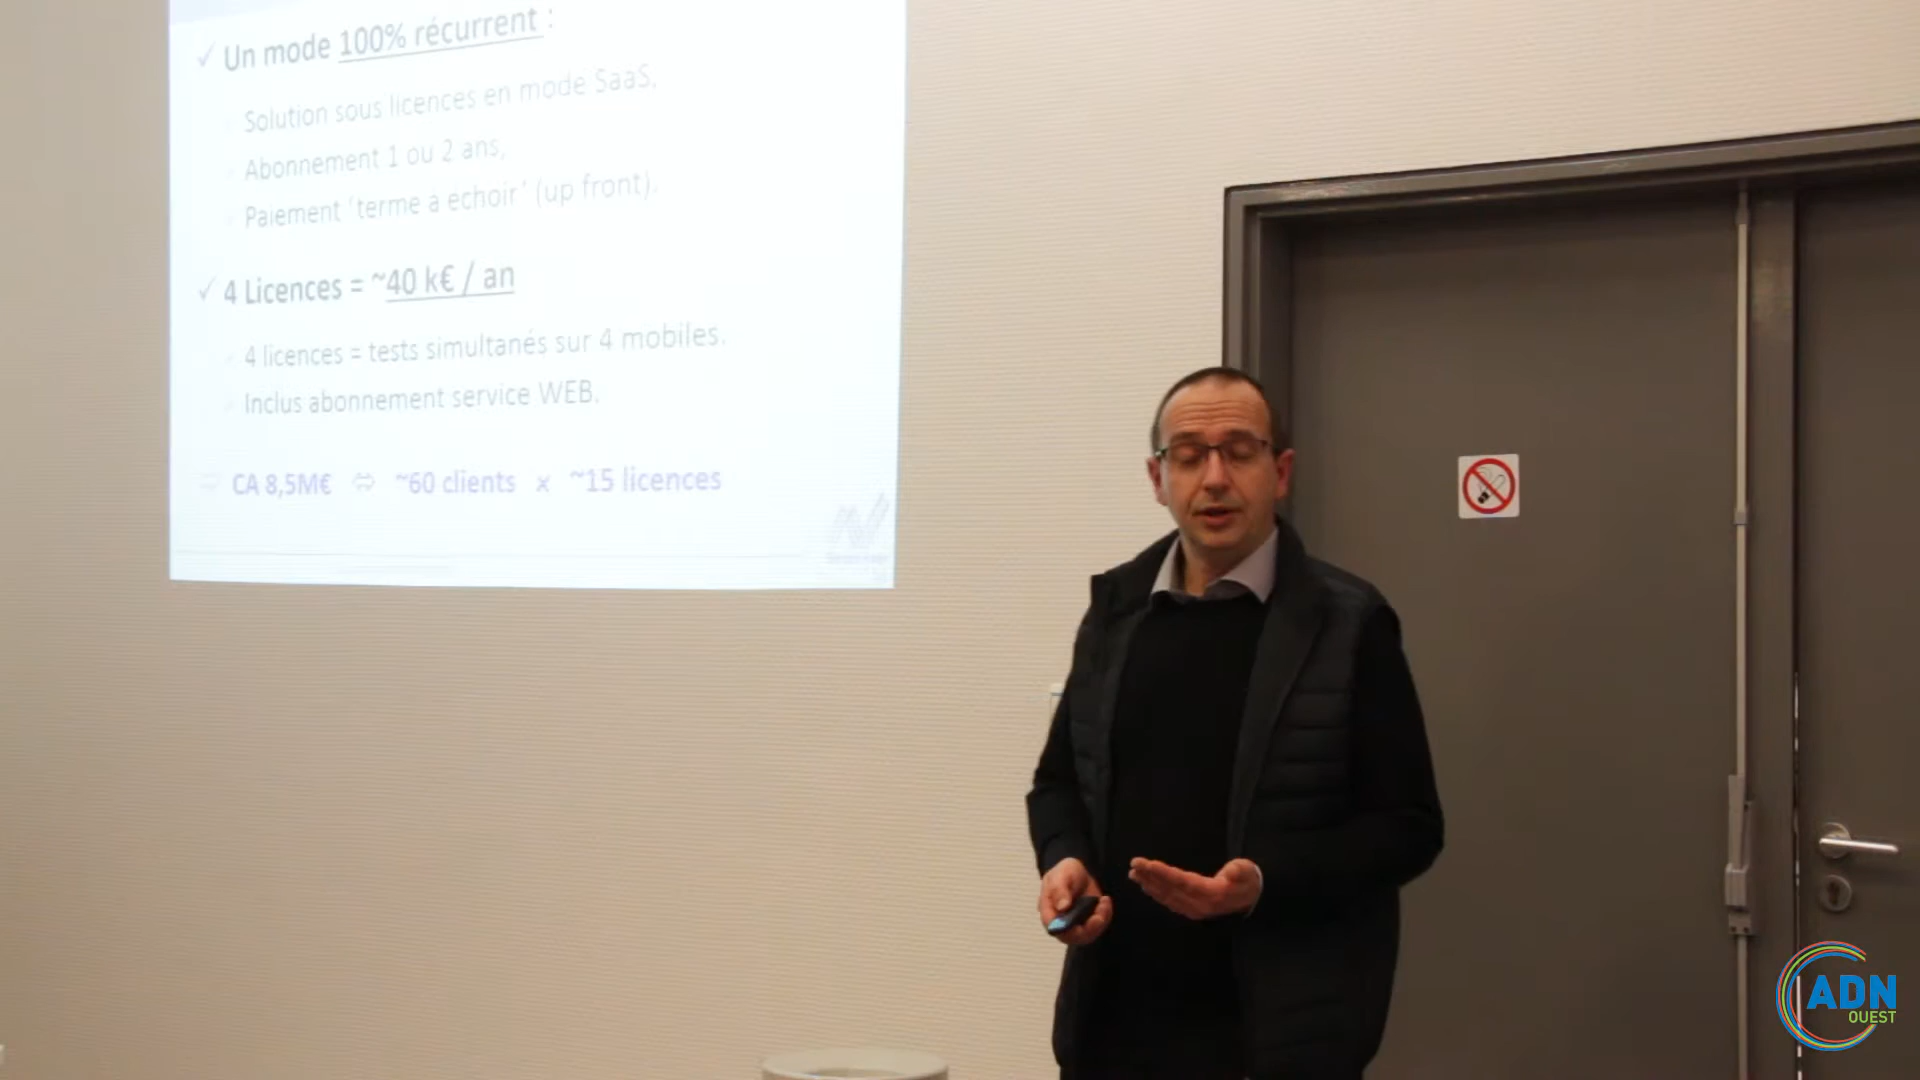 ✓ Un mode 100% récurrent :
Solution sous licences en mode SaaS,
Abonnement 1 ou 2 ans,
Paiement 'terme à échoir' (up front).
✓ 4 Licences = ~40 k€ / an
4 licences = tests simultanés sur 4 mobiles.
Inclus abonnement service WEB.
⇨ CA 8,5M€ ⇔ ~60 clients x ~15 licences
ADN
OUEST